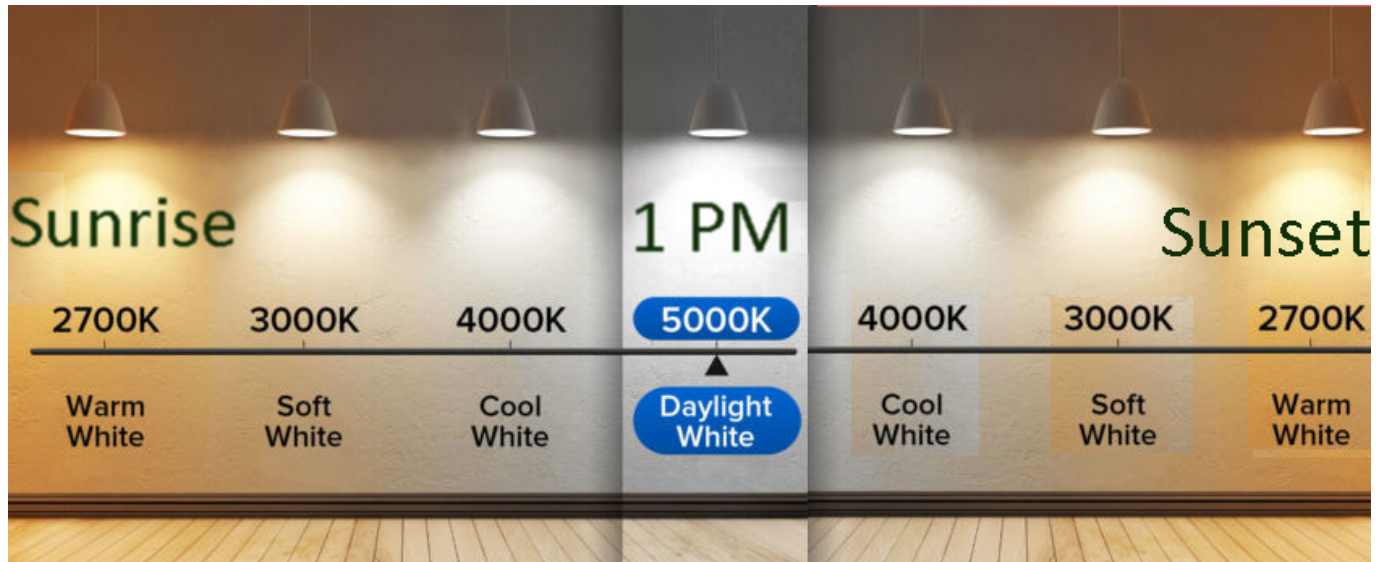 Sunrise
1 PM
Sunset
2700K
3000K
4000K
5000K
4000K
3000K
2700K
Warm
White
Soft
White
Cool
White
Daylight
White
Cool
White
Soft
White
Warm
White